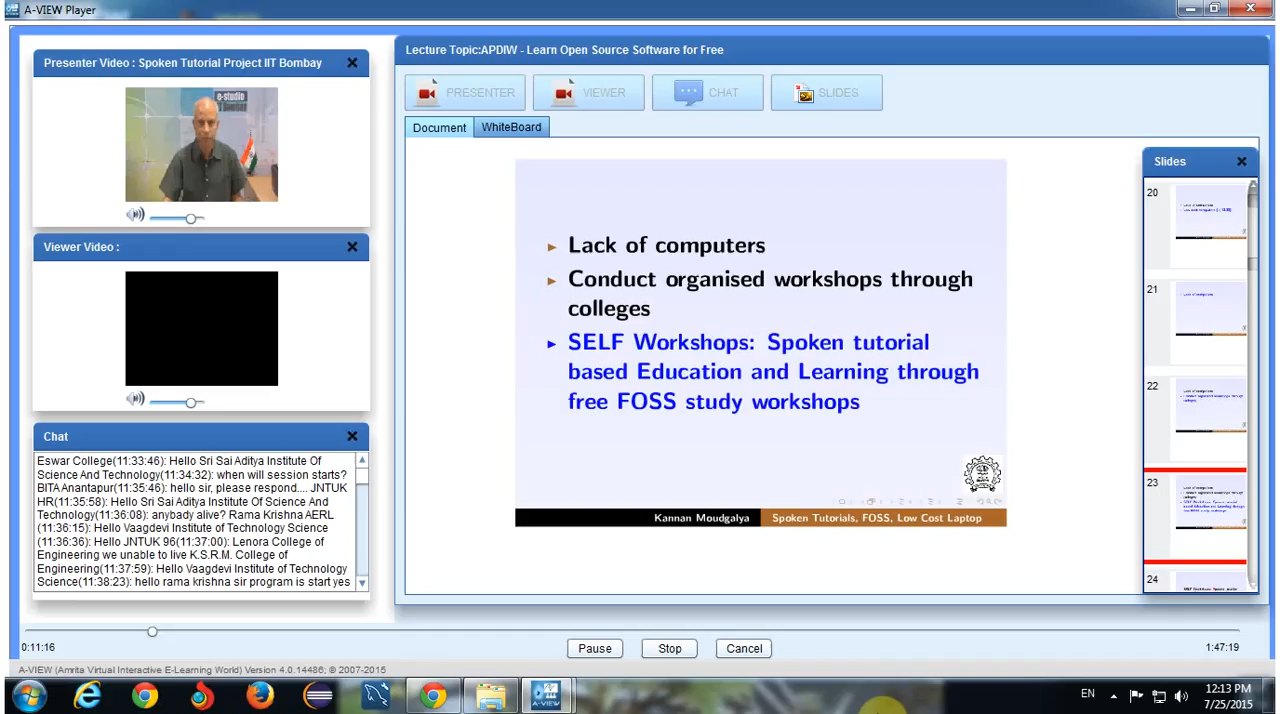 A-VIEW Player
Presenter Video : Spoken Tutorial Project IIT Bombay
e-studio
Viewer Video :
Chat
Eswar College(11:33:46): Hello Sri Sai Aditya Institute Of
Science And Technology(11:34:32): when will session starts?
BITA Anantapur(11:35:46): hello sir, please respond.... JNTUK
HR(11:35:58): Hello Sri Sai Aditya Institute Of Science And
Technology(11:36:08): anybady alive? Rama Krishna AERL
(11:36:15): Hello Vaagdevi Institute of Technology Science
(11:36:36): Hello JNTUK 96(11:37:00): Lenora College of
Engineering we unable to live K.S.R.M. College of
Engineering(11:37:59): Hello Vaagdevi Institute of Technology
Science(11:38:23): hello rama krishna sir program is start yes
Lecture Topic:APDIW - Learn Open Source Software for Free
PRESENTER
VIEWER
CHAT
SLIDES
Document
WhiteBoard
Lack of computers
Conduct organised workshops through
colleges
SELF Workshops: Spoken tutorial
based Education and Learning through
free FOSS study workshops
Kannan Moudgalya
Spoken Tutorials, FOSS, Low Cost Laptop
Slides
20
21
22
23
24
0:11:16
Pause
Stop
Cancel
1:47:19
A-VIEW (Amrita Virtual Interactive E-Learning World) Version 4.0.14486; © 2007-2015
A-VIEW
EN
12:13 PM
7/25/2015